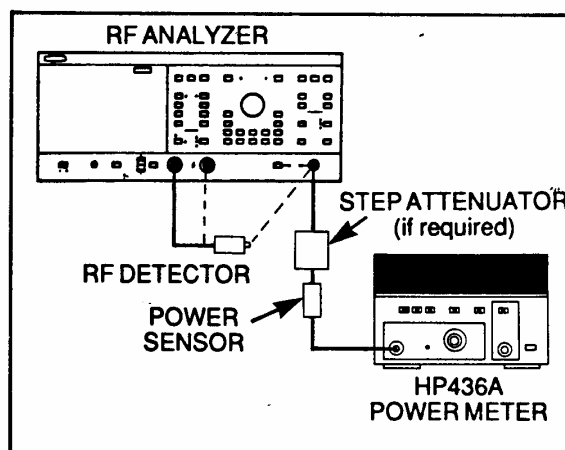 RF ANALYZER
STEP ATTENUATOR
(if required)
RF DETECTOR
POWER
SENSOR
HP436A
POWER METER